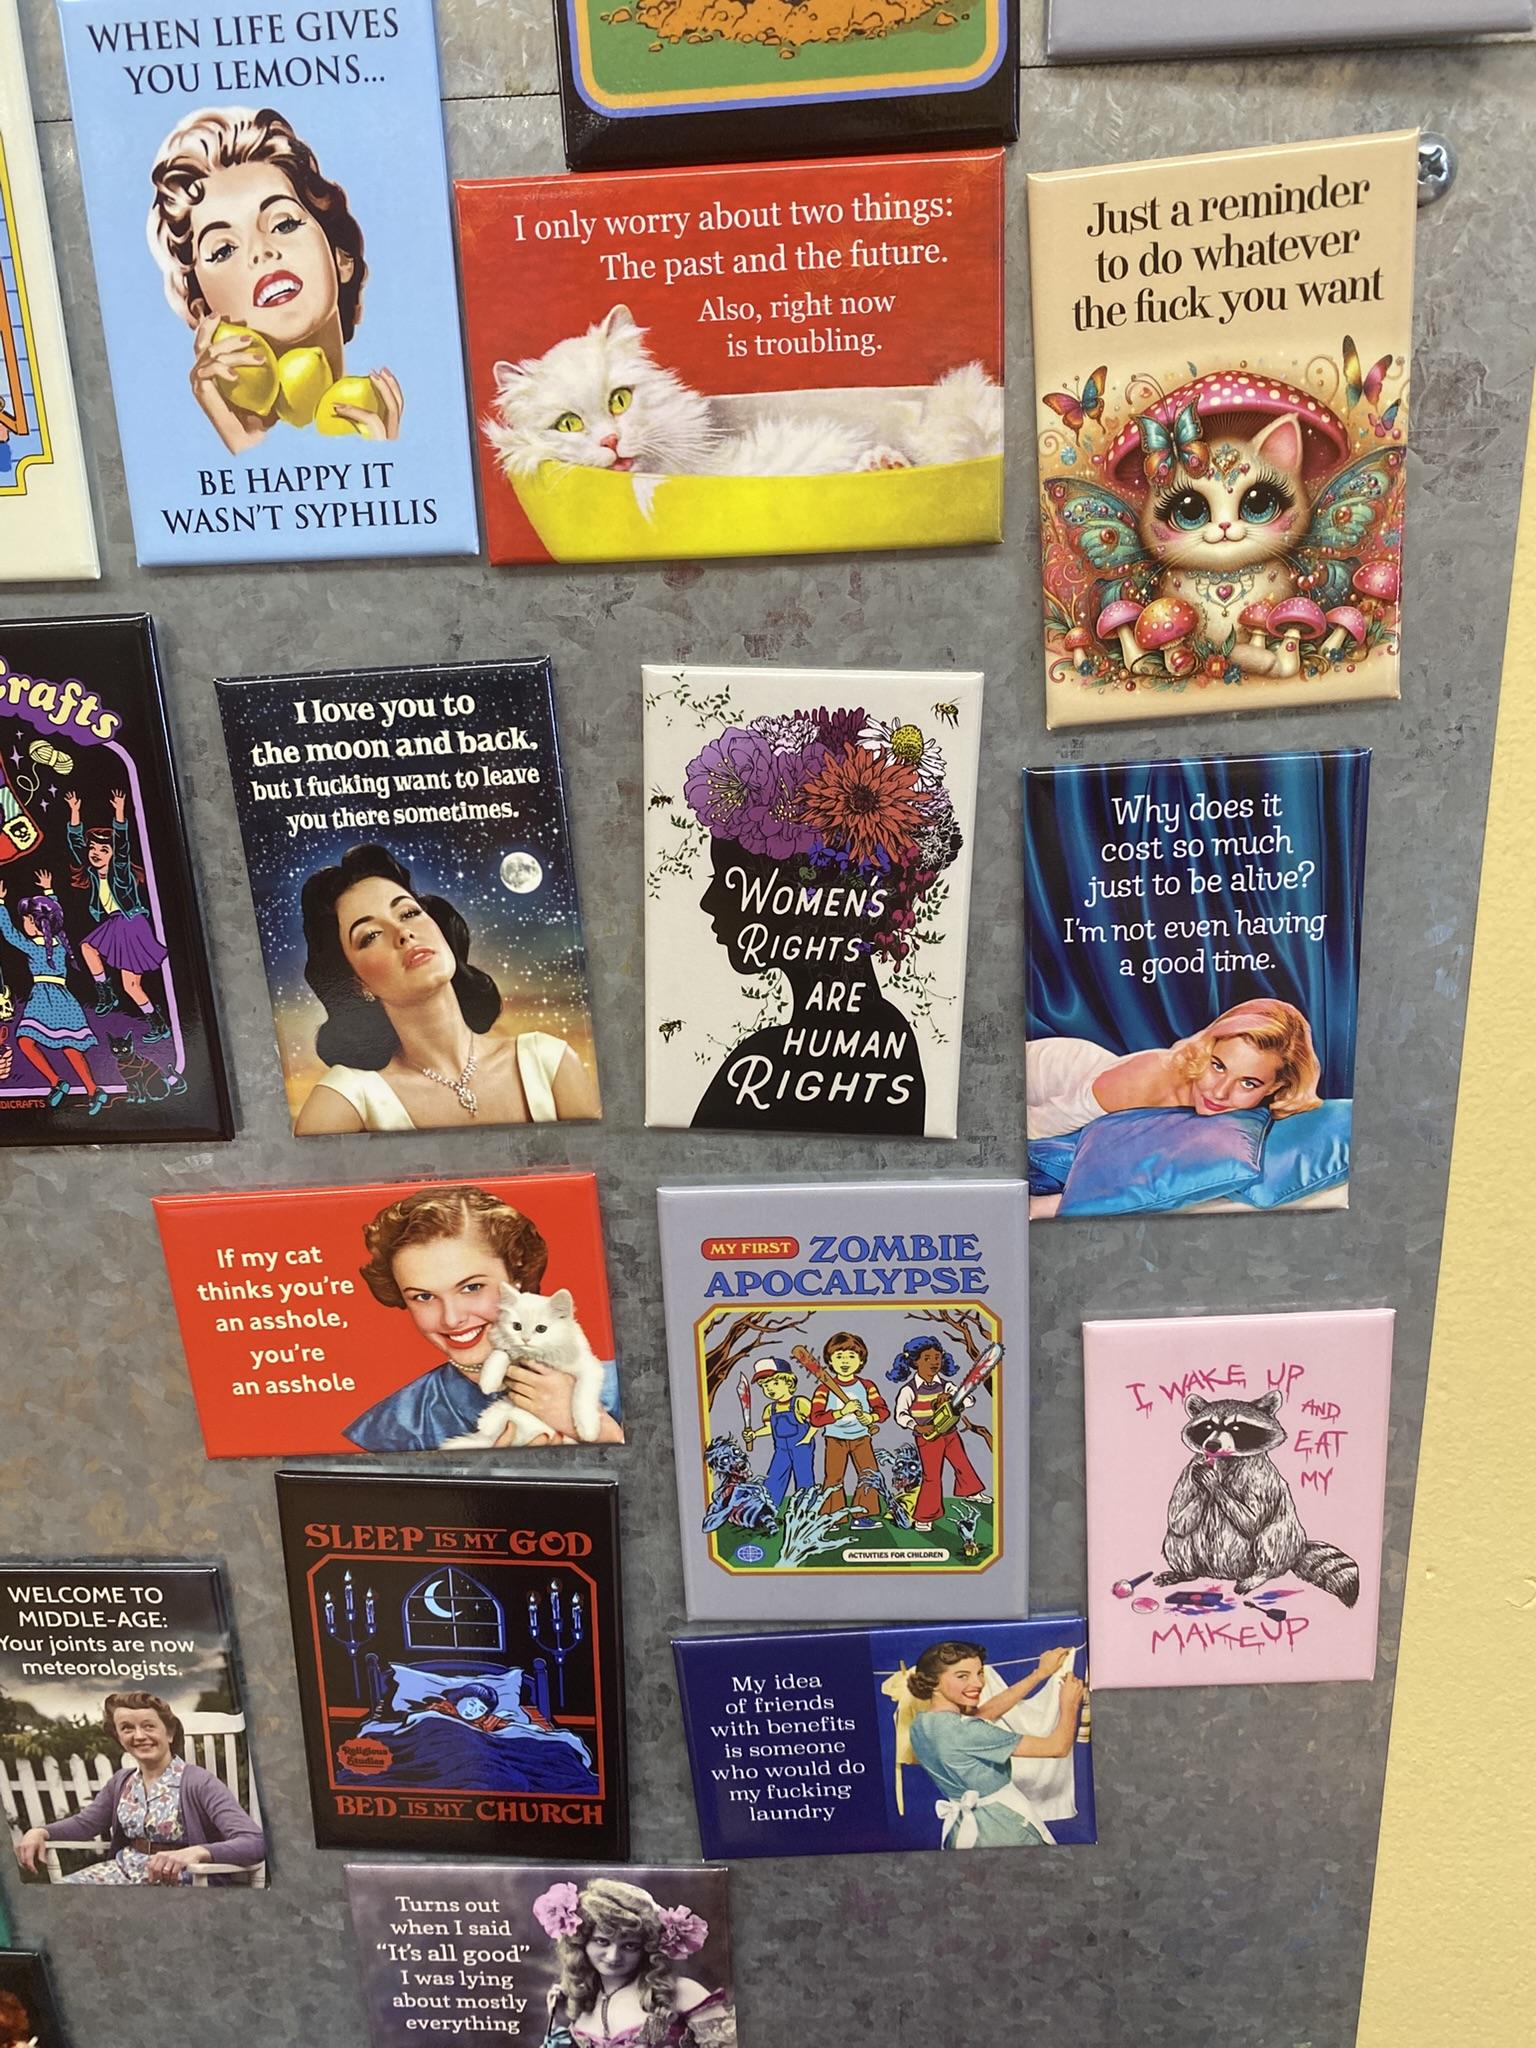 WHEN LIFE GIVES
YOU LEMONS...
BE HAPPY IT
WASN'T SYPHILIS
I only worry about two things:
The past and the future.
Also, right now
is troubling.
Just a reminder
to do whatever
the fuck you want
Crafts
DICRAFTS
I love you to
the moon and back,
but I fucking want to leave
you there sometimes.
WOMEN'S
RIGHTS
ARE
HUMAN
RIGHTS
Why does it
cost so much
just to be alive?
I'm not even having
a good time.
If my cat
thinks you're
an asshole,
you're
an asshole
MY FIRST ZOMBIE
APOCALYPSE
ACTIVITIES FOR CHILDREN
I WAKE UP
AND
EAT
MY
MAKEUP
WELCOME TO
MIDDLE-AGE:
Your joints are now
meteorologists.
SLEEP IS MY GOD
Religious
Studies
BED IS MY CHURCH
My idea
of friends
with benefits
is someone
who would do
my fucking
laundry
Turns out
when I said
"It's all good"
I was lying
about mostly
everything